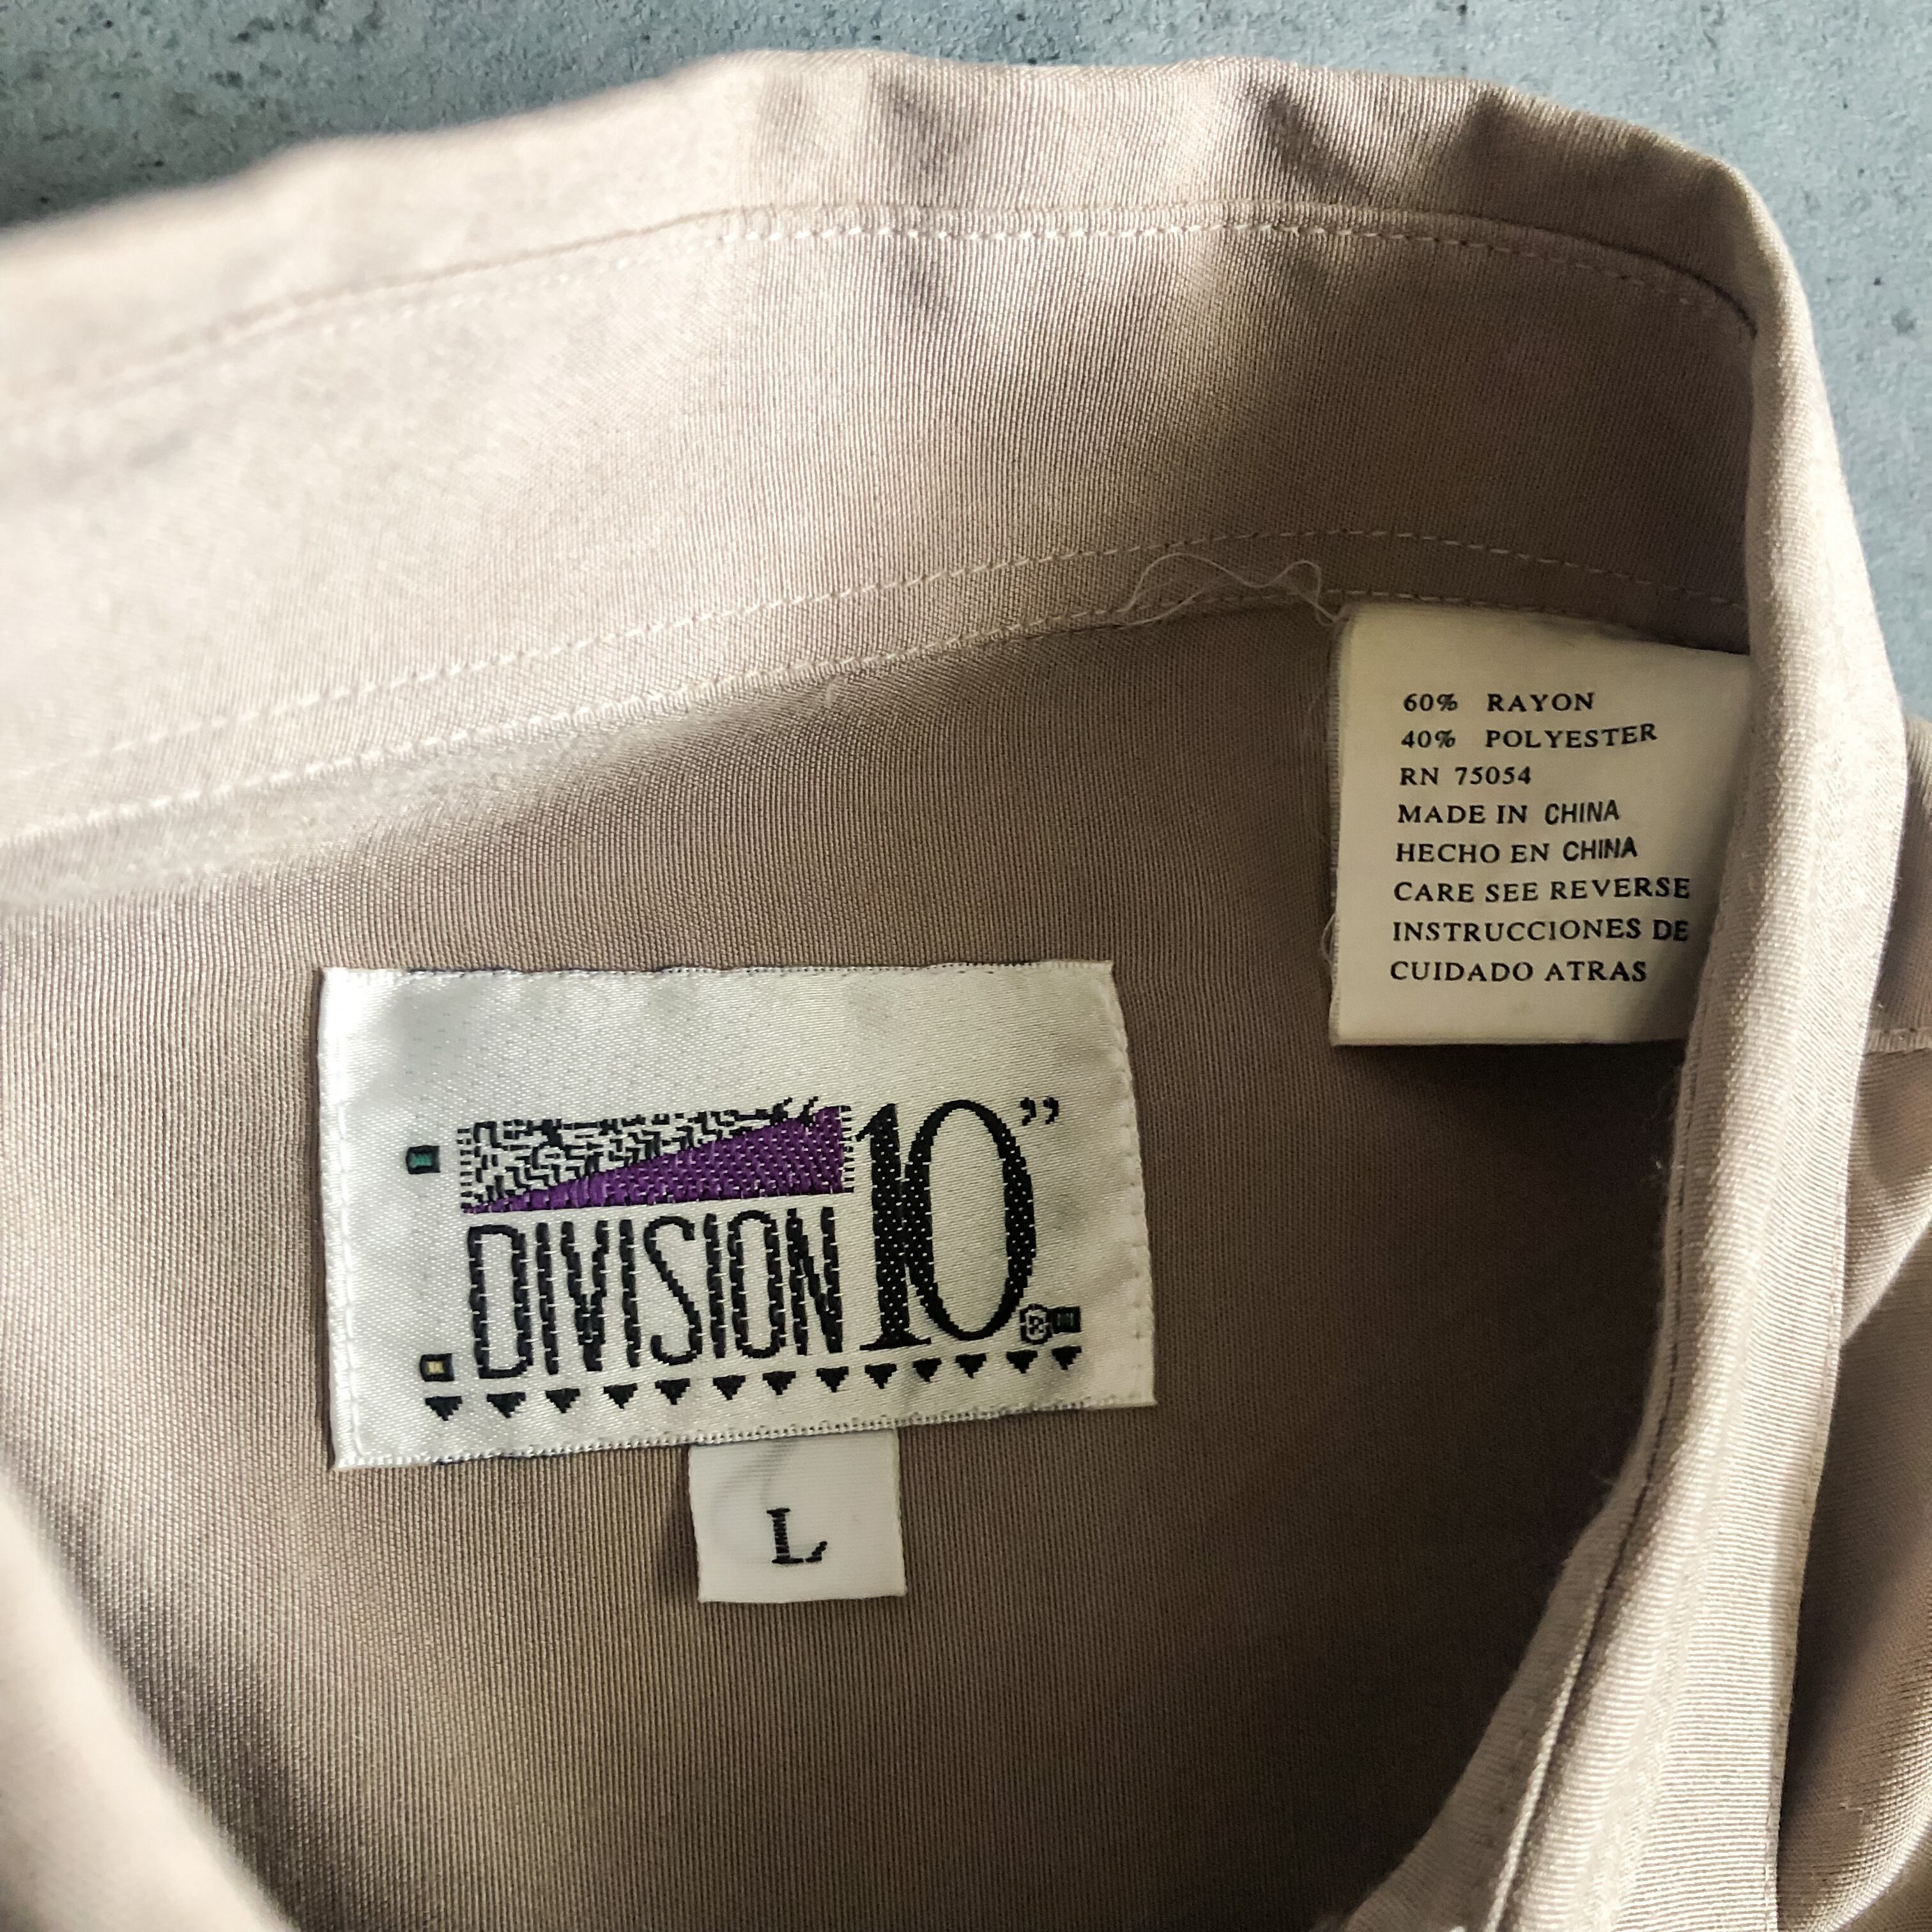 60% RAYON
40% POLYESTER
RN 75054
MADE IN CHINA
HECHO EN CHINA
CARE SEE REVERSE
INSTRUCCIONES DE
CUIDADO ATRAS
DIVISION 10”®
L